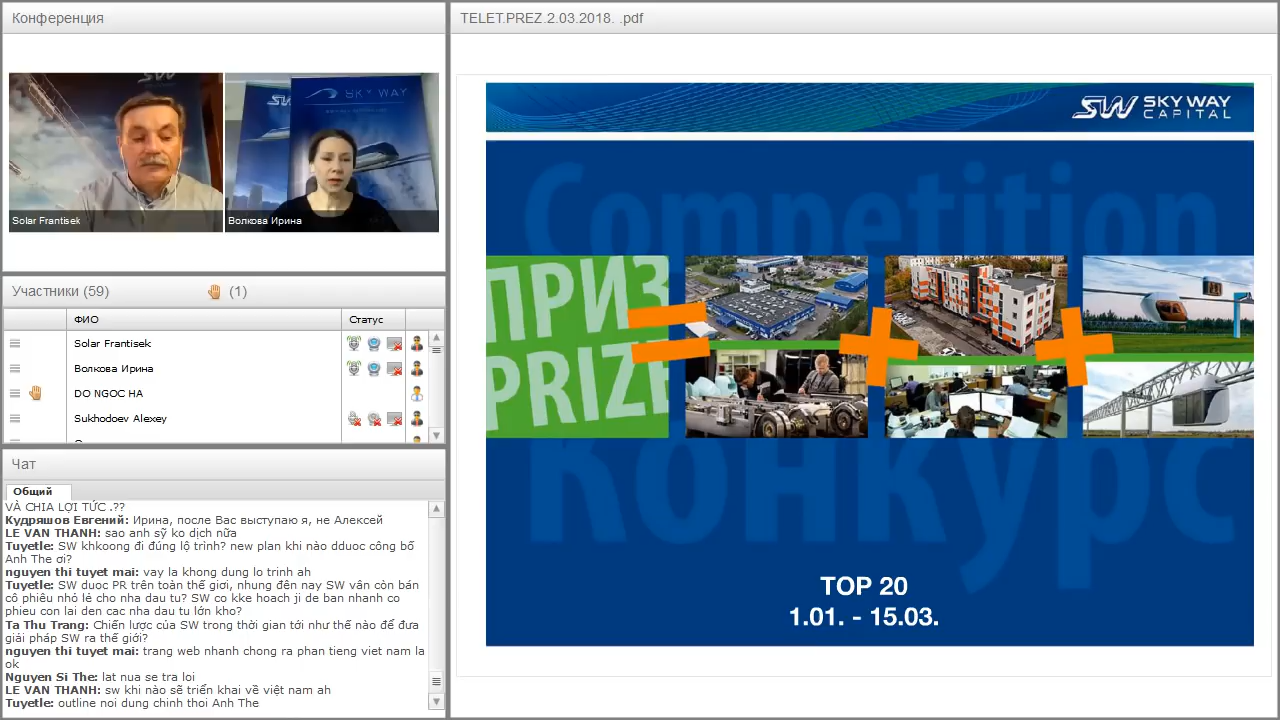 Конференция
TELET.PREZ.2.03.2018. .pdf
SW
SKY WAY
Solar Frantisek
Волкова Ирина
Участники (59)
(1)
ФИО
Статус
Solar Frantisek
Волкова Ирина
DO NGOC HA
Sukhodoev Alexey
Чат
Общий
VÀ CHIA LỢI TỨC .??
Кудряшов Евгений: Ирина, после Вас выступаю я, не Алексей
LE VAN THANH: sao anh sỹ ko dịch nữa
Tuyetle: SW khkoong đi đúng lộ trình? new plan khi nào dduoc công bố
Anh The ơi?
nguyen thi tuyet mai: vay la khong dung lo trinh ah
Tuyetle: SW duoc PR trên toàn thế giơi, nhưng đên nay SW vân còn bán
cô phiêu nhỏ lẻ cho nha dau tu? SW co kke hoach ji de ban nhanh co
phieu con lai den cac nha dau tu lớn kho?
Ta Thu Trang: Chiến lược của SW trong thời gian tới như thế nào để đưa
giải pháp SW ra thế giới?
nguyen thi tuyet mai: trang web nhanh chong ra phan tieng viet nam la
ok
Nguyen Si The: lat nua se tra loi
LE VAN THANH: sw khi nào sẽ triển khai về việt nam ah
Tuyetle: outline noi dung chinh thoi Anh The
SW SKY WAY
CAPITAL
Competition
ПРИЗ
PRIZE
Конкурс
TOP 20
1.01. - 15.03.